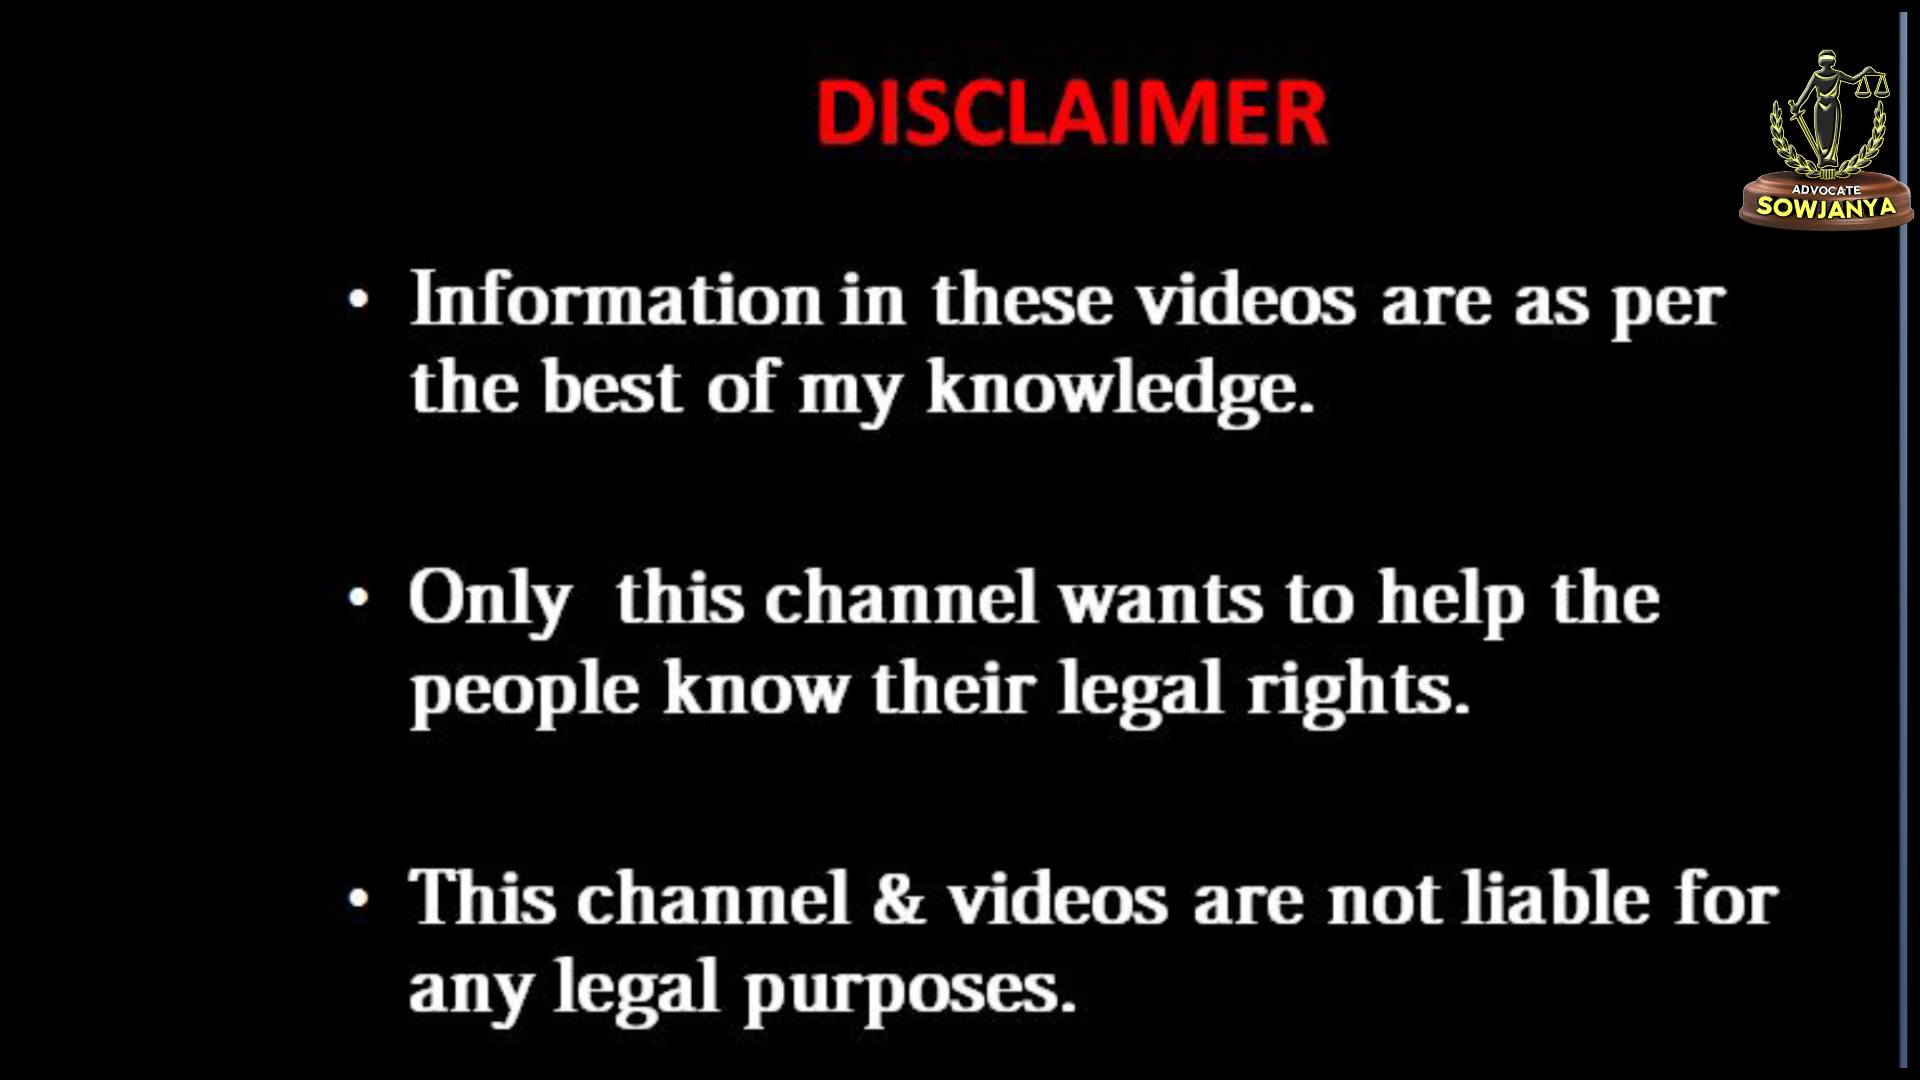 DISCLAIMER
ADVOCATE
SOWJANYA
• Information in these videos are as per
the best of my knowledge.
• Only this channel wants to help the
people know their legal rights.
• This channel & videos are not liable for
any legal purposes.